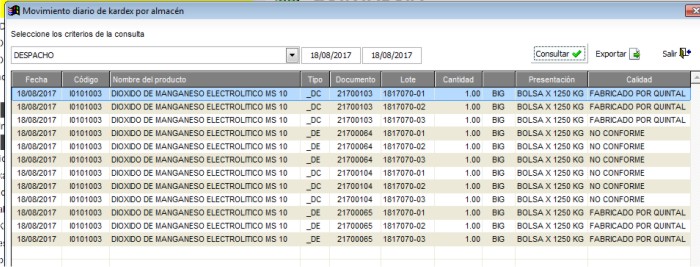 Movimiento diario de kardex por almacén
Seleccione los criterios de la consulta
DESPACHO 18/08/2017 18/08/2017 Consultar Exportar Salir
Fecha Código Nombre del producto Tipo Documento Lote Cantidad Presentación Calidad
18/08/2017 I0101003 DIOXIDO DE MANGANESO ELECTROLITICO MS 10 _DC 21700103 1817070-01 1.00 BIG BOLSA X 1250 KG FABRICADO POR QUINTAL
18/08/2017 I0101003 DIOXIDO DE MANGANESO ELECTROLITICO MS 10 _DC 21700103 1817070-02 1.00 BIG BOLSA X 1250 KG FABRICADO POR QUINTAL
18/08/2017 I0101003 DIOXIDO DE MANGANESO ELECTROLITICO MS 10 _DC 21700103 1817070-03 1.00 BIG BOLSA X 1250 KG FABRICADO POR QUINTAL
18/08/2017 I0101003 DIOXIDO DE MANGANESO ELECTROLITICO MS 10 _DE 21700064 1817070-01 1.00 BIG BOLSA X 1250 KG NO CONFORME
18/08/2017 I0101003 DIOXIDO DE MANGANESO ELECTROLITICO MS 10 _DE 21700064 1817070-02 1.00 BIG BOLSA X 1250 KG NO CONFORME
18/08/2017 I0101003 DIOXIDO DE MANGANESO ELECTROLITICO MS 10 _DE 21700064 1817070-03 1.00 BIG BOLSA X 1250 KG NO CONFORME
18/08/2017 I0101003 DIOXIDO DE MANGANESO ELECTROLITICO MS 10 _DC 21700104 1817070-01 1.00 BIG BOLSA X 1250 KG NO CONFORME
18/08/2017 I0101003 DIOXIDO DE MANGANESO ELECTROLITICO MS 10 _DC 21700104 1817070-02 1.00 BIG BOLSA X 1250 KG NO CONFORME
18/08/2017 I0101003 DIOXIDO DE MANGANESO ELECTROLITICO MS 10 _DC 21700104 1817070-03 1.00 BIG BOLSA X 1250 KG NO CONFORME
18/08/2017 I0101003 DIOXIDO DE MANGANESO ELECTROLITICO MS 10 _DE 21700065 1817070-01 1.00 BIG BOLSA X 1250 KG FABRICADO POR QUINTAL
18/08/2017 I0101003 DIOXIDO DE MANGANESO ELECTROLITICO MS 10 _DE 21700065 1817070-02 1.00 BIG BOLSA X 1250 KG FABRICADO POR QUINTAL
18/08/2017 I0101003 DIOXIDO DE MANGANESO ELECTROLITICO MS 10 _DE 21700065 1817070-03 1.00 BIG BOLSA X 1250 KG FABRICADO POR QUINTAL